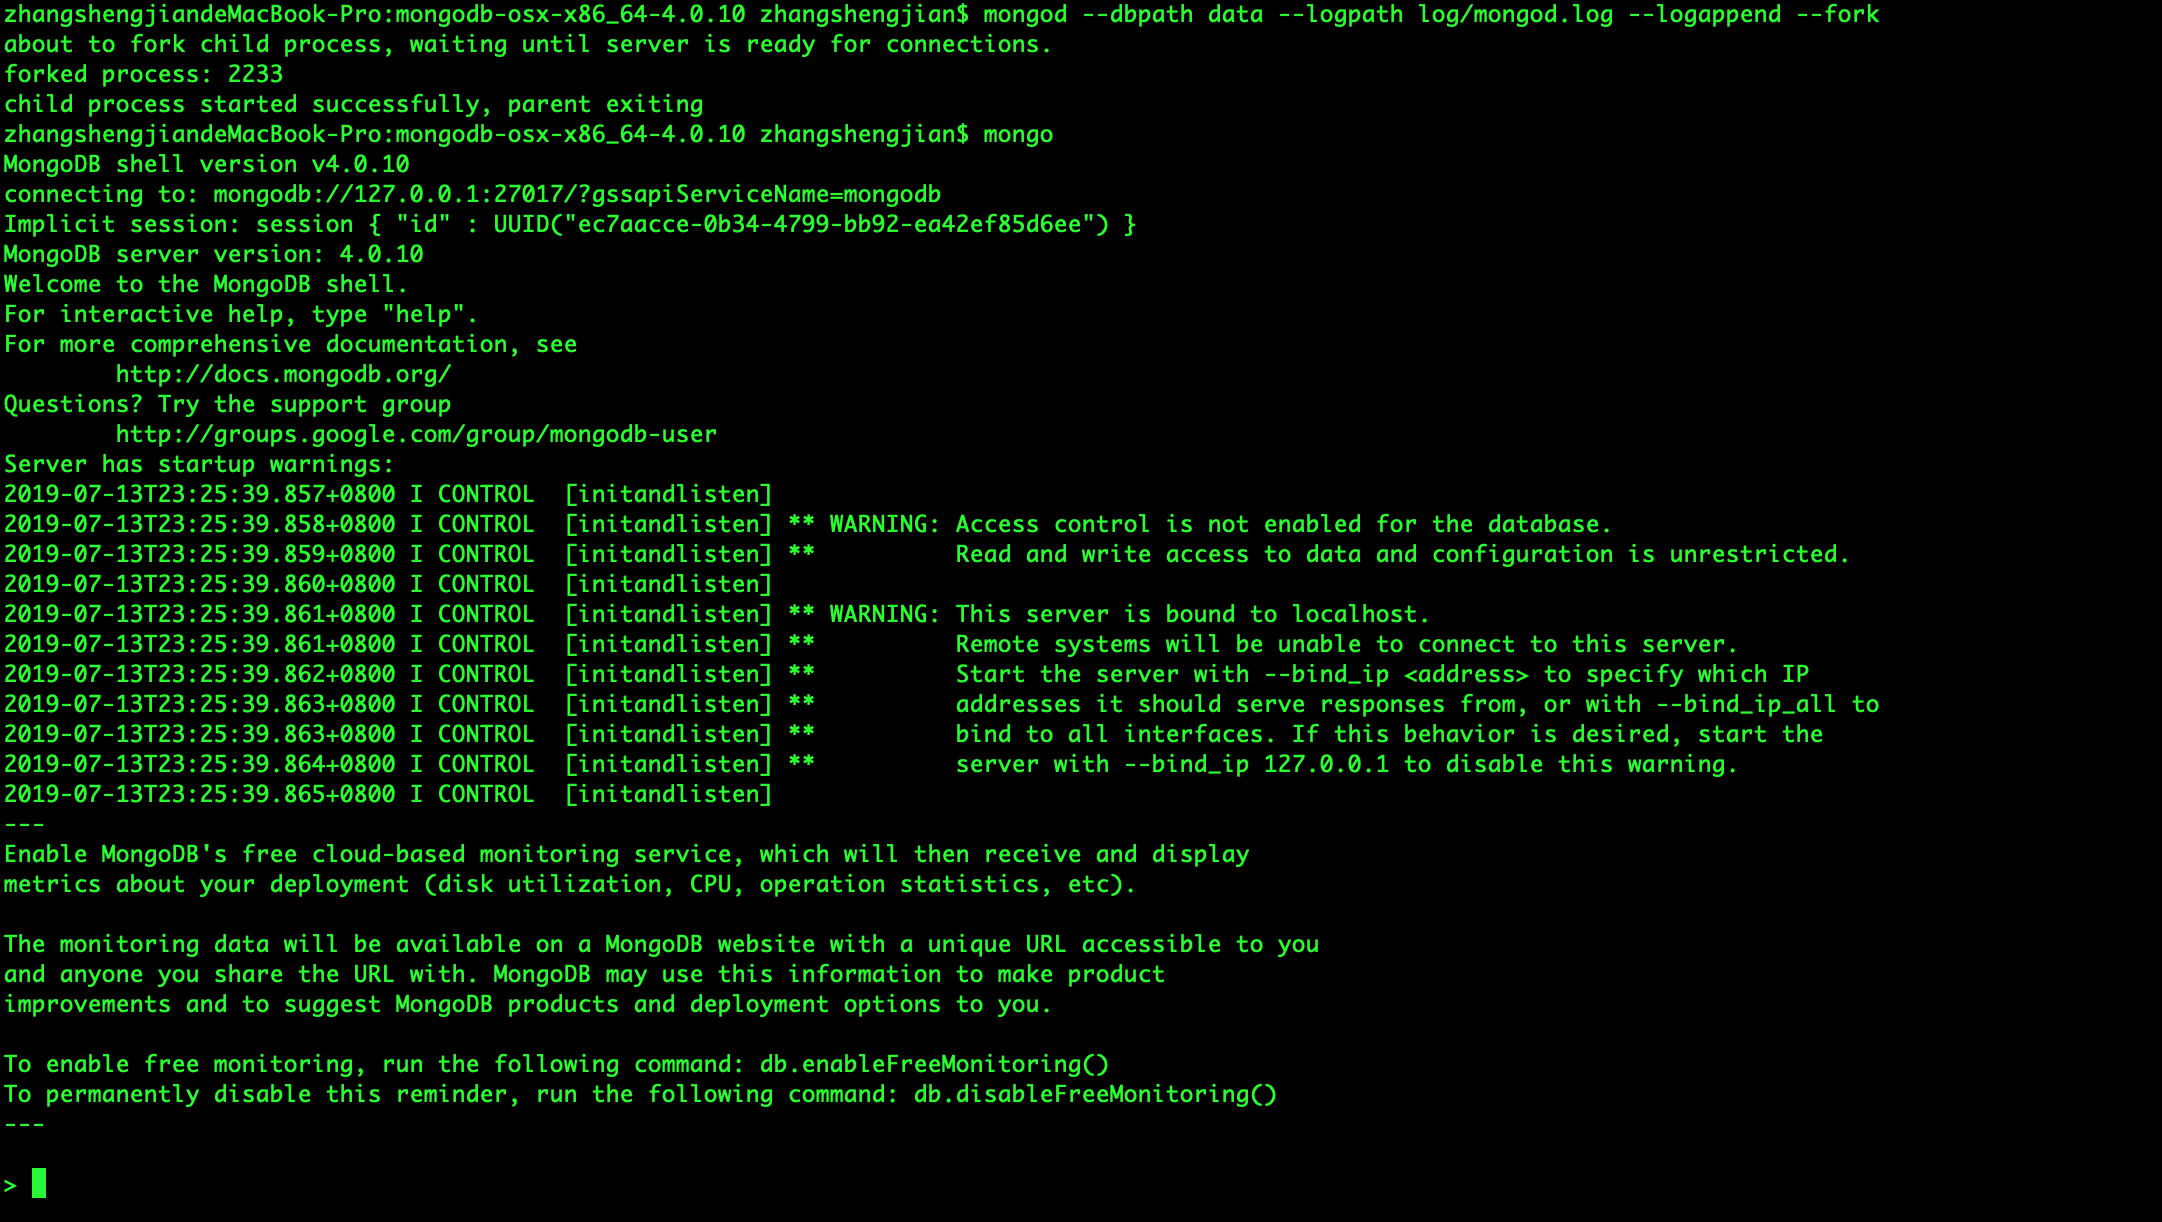 zhangshengjiandeMacBook-Pro:mongodb-osx-x86_64-4.0.10 zhangshengjian$ mongod --dbpath data --logpath log/mongod.log --logappend --fork
about to fork child process, waiting until server is ready for connections.
forked process: 2233
child process started successfully, parent exiting
zhangshengjiandeMacBook-Pro:mongodb-osx-x86_64-4.0.10 zhangshengjian$ mongo
MongoDB shell version v4.0.10
connecting to: mongodb://127.0.0.1:27017/?gssapiServiceName=mongodb
Implicit session: session { "id" : UUID("ec7aacce-0b34-4799-bb92-ea42ef85d6ee") }
MongoDB server version: 4.0.10
Welcome to the MongoDB shell.
For interactive help, type "help".
For more comprehensive documentation, see
        http://docs.mongodb.org/
Questions? Try the support group
        http://groups.google.com/group/mongodb-user
Server has startup warnings:
2019-07-13T23:25:39.857+0800 I CONTROL  [initandlisten]
2019-07-13T23:25:39.858+0800 I CONTROL  [initandlisten] ** WARNING: Access control is not enabled for the database.
2019-07-13T23:25:39.859+0800 I CONTROL  [initandlisten] **          Read and write access to data and configuration is unrestricted.
2019-07-13T23:25:39.860+0800 I CONTROL  [initandlisten]
2019-07-13T23:25:39.861+0800 I CONTROL  [initandlisten] ** WARNING: This server is bound to localhost.
2019-07-13T23:25:39.861+0800 I CONTROL  [initandlisten] **          Remote systems will be unable to connect to this server.
2019-07-13T23:25:39.862+0800 I CONTROL  [initandlisten] **          Start the server with --bind_ip <address> to specify which IP
2019-07-13T23:25:39.863+0800 I CONTROL  [initandlisten] **          addresses it should serve responses from, or with --bind_ip_all to
2019-07-13T23:25:39.863+0800 I CONTROL  [initandlisten] **          bind to all interfaces. If this behavior is desired, start the
2019-07-13T23:25:39.864+0800 I CONTROL  [initandlisten] **          server with --bind_ip 127.0.0.1 to disable this warning.
2019-07-13T23:25:39.865+0800 I CONTROL  [initandlisten]
---
Enable MongoDB's free cloud-based monitoring service, which will then receive and display
metrics about your deployment (disk utilization, CPU, operation statistics, etc).
The monitoring data will be available on a MongoDB website with a unique URL accessible to you
and anyone you share the URL with. MongoDB may use this information to make product
improvements and to suggest MongoDB products and deployment options to you.
To enable free monitoring, run the following command: db.enableFreeMonitoring()
To permanently disable this reminder, run the following command: db.disableFreeMonitoring()
---
>